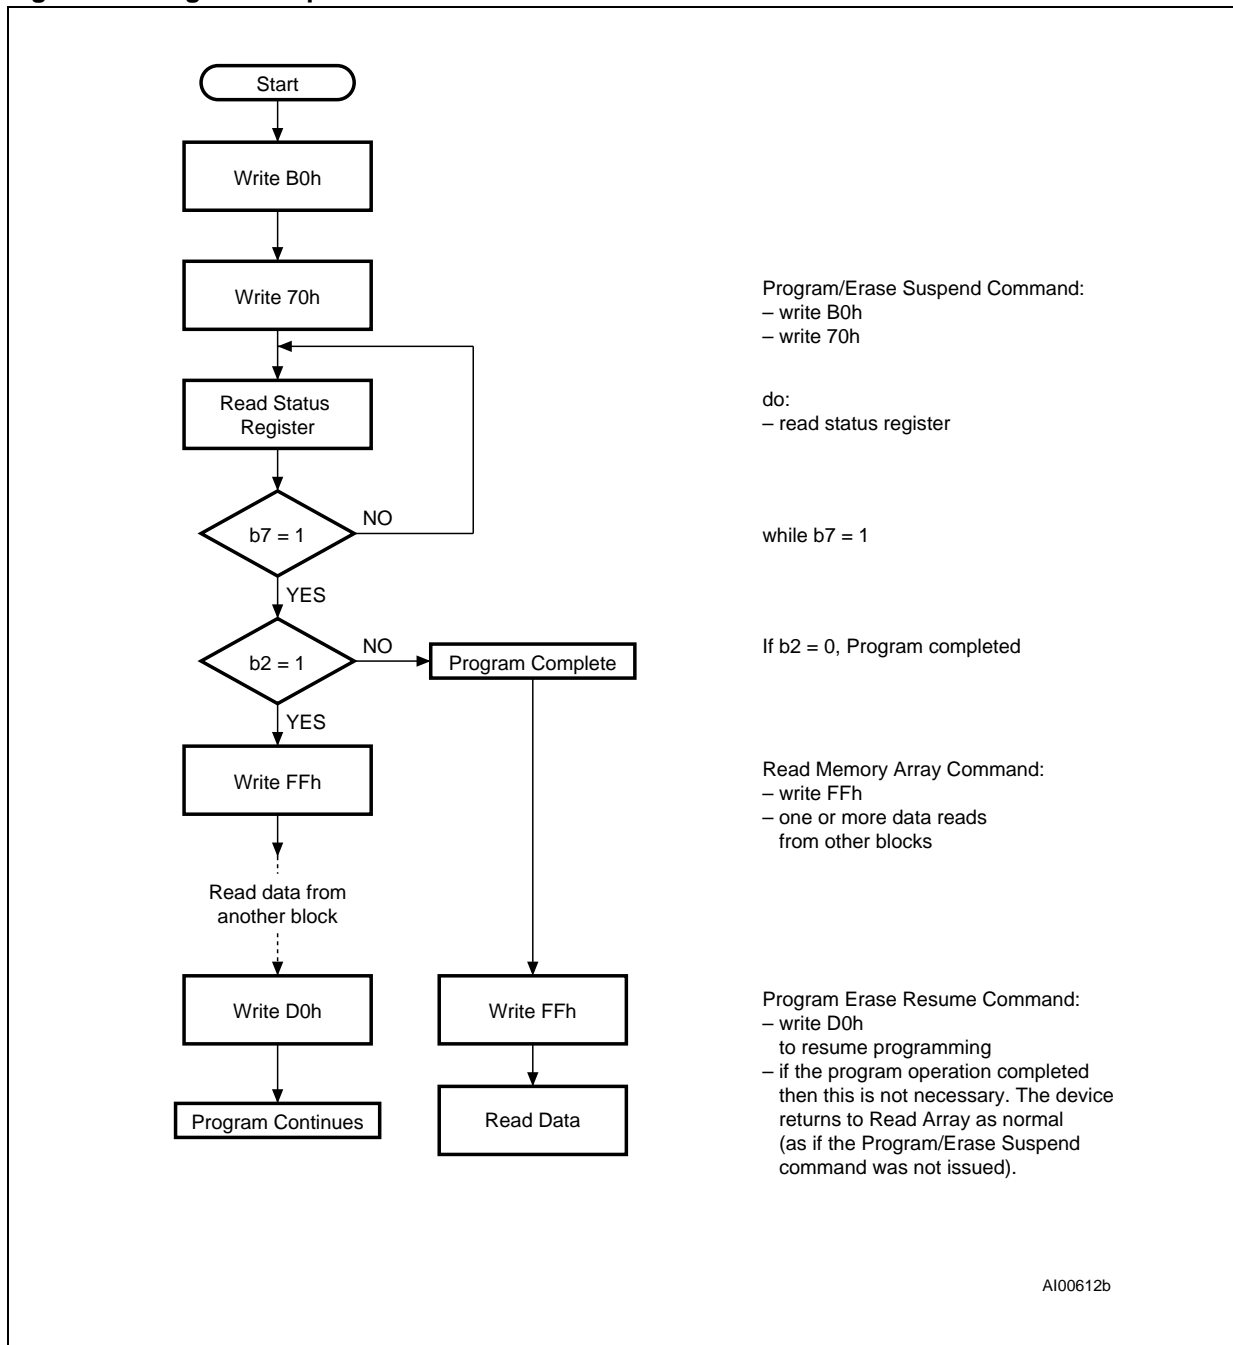 Start
Write B0h
Write 70h
Program/Erase Suspend Command:
– write B0h
– write 70h
Read Status
Register
do:
– read status register
b7 = 1
NO
while b7 = 1
YES
b2 = 1
NO
Program Complete
If b2 = 0, Program completed
YES
Write FFh
Read Memory Array Command:
– write FFh
– one or more data reads
from other blocks
Read data from
another block
Write D0h
Write FFh
Program Erase Resume Command:
– write D0h
to resume programming
– if the program operation completed
then this is not necessary. The device
returns to Read Array as normal
(as if the Program/Erase Suspend
command was not issued).
Program Continues
Read Data
AI00612b